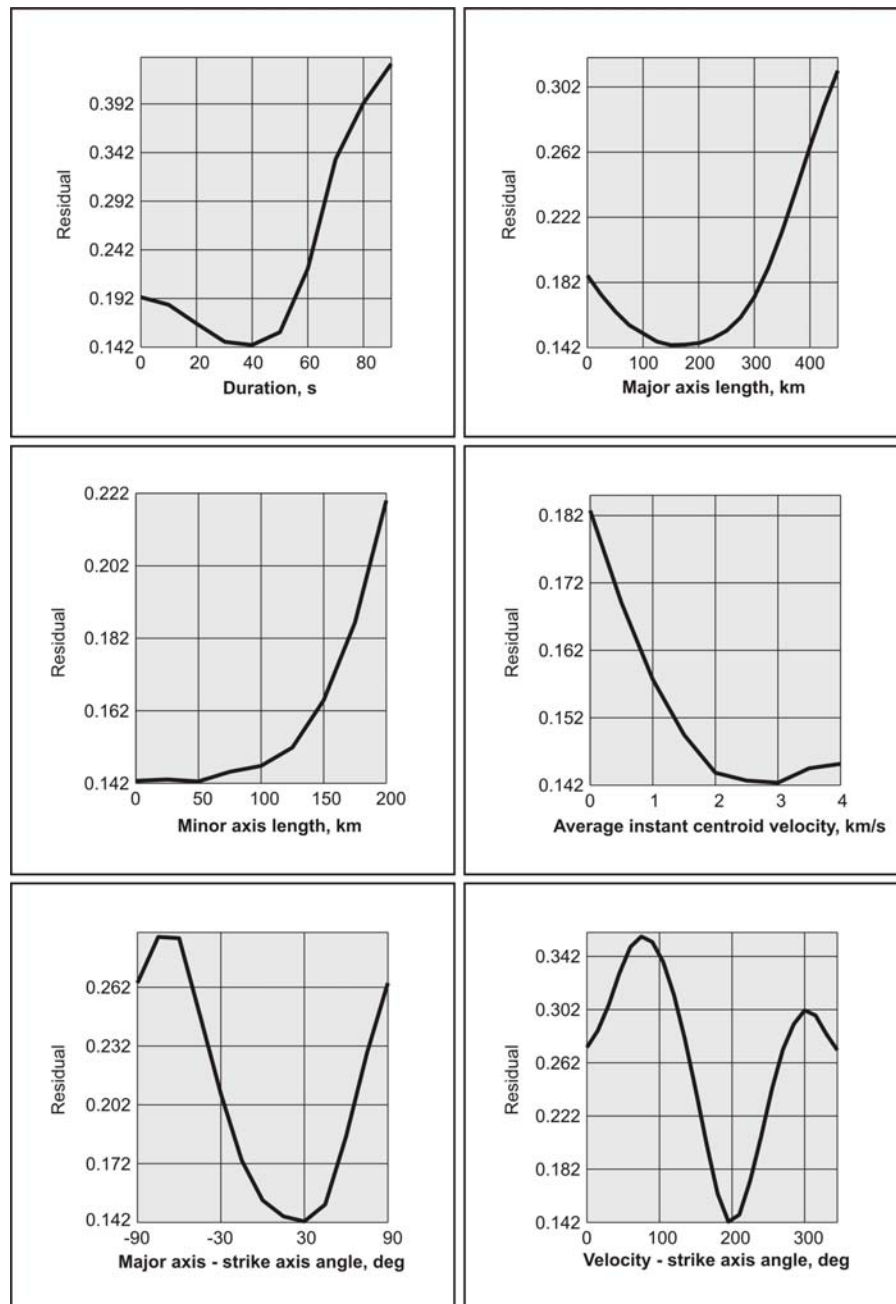 0.392
0.342
0.292
0.242
0.192
0.142
Residual
0 20 40 60 80
Duration, s
0.302
0.262
0.222
0.182
0.142
Residual
0 100 200 300 400
Major axis length, km
0.222
0.202
0.182
0.162
0.142
Residual
0 50 100 150 200
Minor axis length, km
0.182
0.172
0.162
0.152
0.142
Residual
0 1 2 3 4
Average instant centroid velocity, km/s
0.262
0.232
0.202
0.172
0.142
Residual
-90 -30 30 90
Major axis - strike axis angle, deg
0.342
0.302
0.262
0.222
0.182
0.142
Residual
0 100 200 300
Velocity - strike axis angle, deg